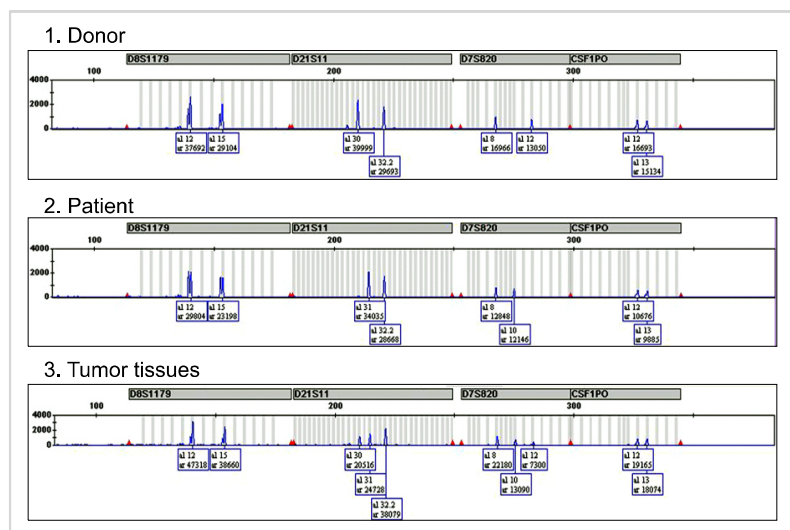 1. Donor
D8S1179 D21S11 D7S820 CSF1PO
100 200 300
4000
2000
0
al 12 al 15 al 30 al 8 al 12 al 12
ar 37692 ar 29104 ar 39999 ar 16966 ar 13050 ar 16693
al 32.2 al 13
ar 29693 ar 15134
2. Patient
D8S1179 D21S11 D7S820 CSF1PO
100 200 300
4000
2000
0
al 12 al 15 al 31 al 8 al 12
ar 29804 ar 23198 ar 34035 ar 12848 ar 10676
al 32.2 al 10 al 13
ar 28668 ar 12146 ar 9885
3. Tumor tissues
D8S1179 D21S11 D7S820 CSF1PO
100 200 300
4000
2000
0
al 12 al 15 al 30 al 8 al 12 al 12
ar 47318 ar 38660 ar 20516 ar 22180 ar 7300 ar 19165
al 31 al 10 al 13
ar 24728 ar 13090 ar 18074
al 32.2
ar 38079